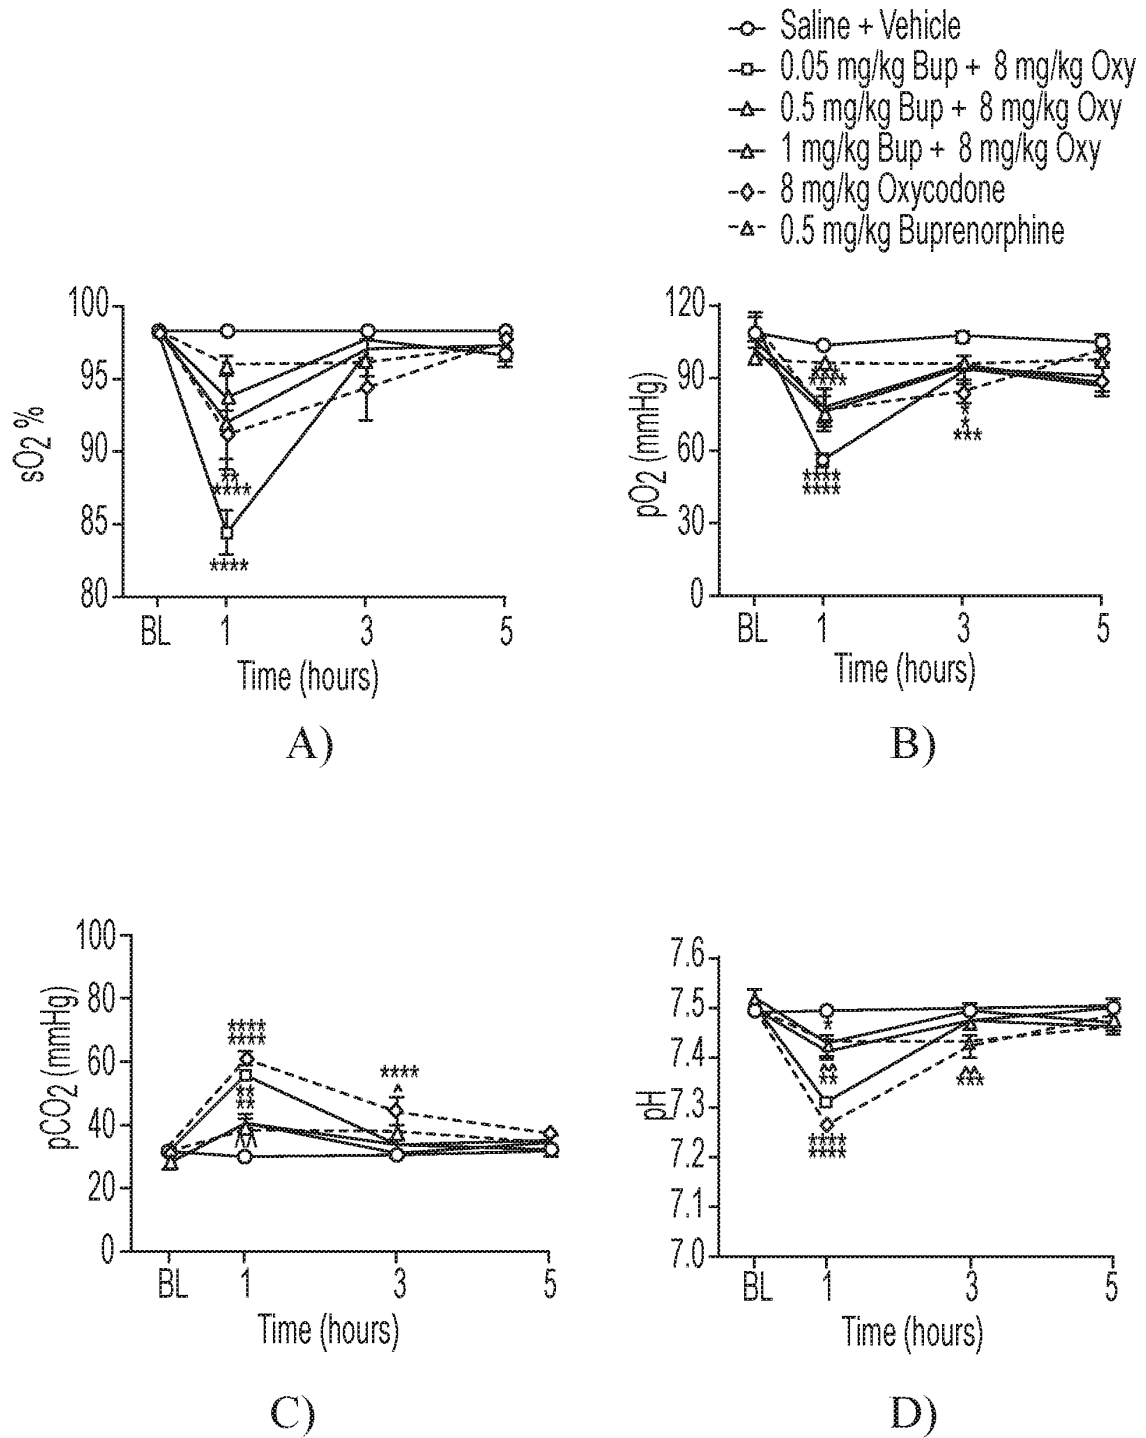 Saline + Vehicle
0.05 mg/kg Bup + 8 mg/kg Oxy
0.5 mg/kg Bup + 8 mg/kg Oxy
1 mg/kg Bup + 8 mg/kg Oxy
8 mg/kg Oxycodone
0.5 mg/kg Buprenorphine
sO2 %
100
95
90
85
80
**
****
****
BL 1 3 5
Time (hours)
A)
pO2 (mmHg)
120
90
60
30
0
****
****
****
*
*
***
BL 1 3 5
Time (hours)
B)
pCO2 (mmHg)
100
80
60
40
20
0
****
****
**
**
^^
****
^
BL 1 3 5
Time (hours)
C)
pH
7.6
7.5
7.4
7.3
7.2
7.1
7.0
*
^^
**
****
****
^^
***
BL 1 3 5
Time (hours)
D)